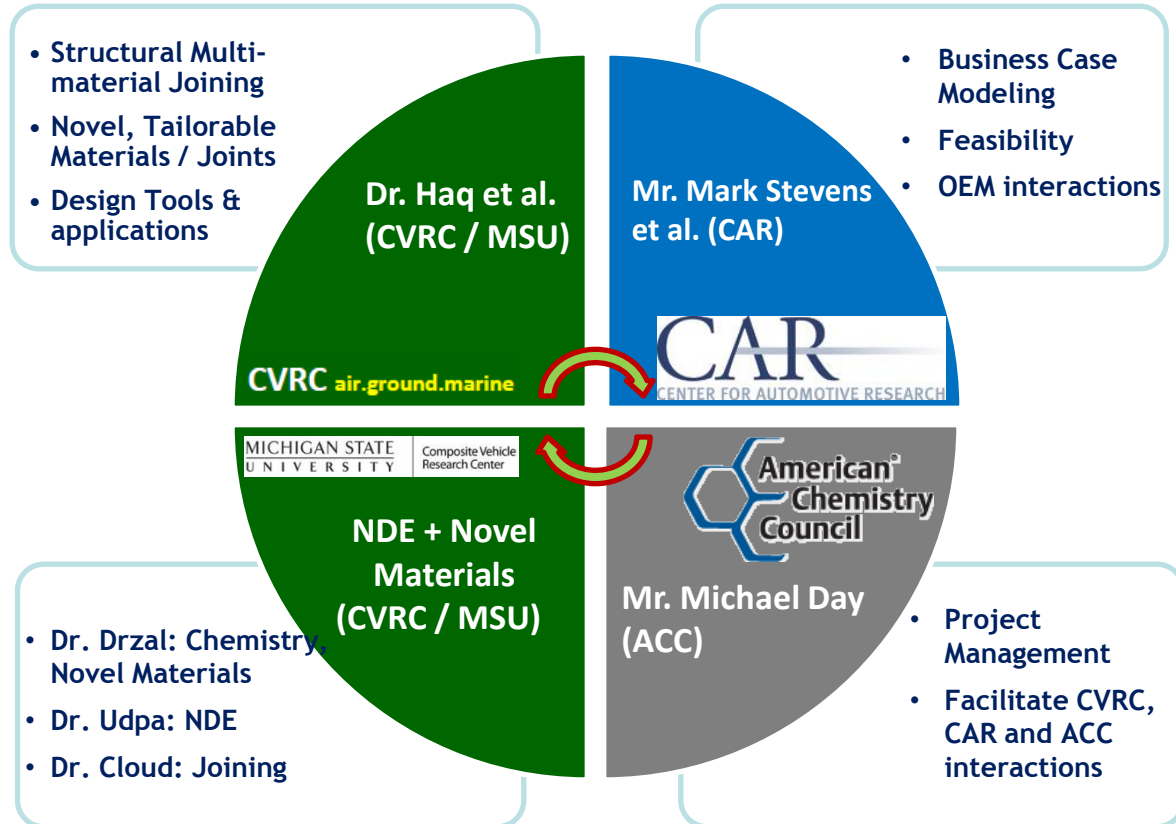 • Structural Multi-
material Joining
• Novel, Tailorable
Materials / Joints
• Design Tools &
applications
Dr. Haq et al.
(CVRC / MSU)
CVRC air.ground.marine
Mr. Mark Stevens
et al. (CAR)
CAR
CENTER FOR AUTOMOTIVE RESEARCH
• Business Case
Modeling
• Feasibility
• OEM interactions
MICHIGAN STATE
UNIVERSITY
Composite Vehicle
Research Center
NDE + Novel
Materials
(CVRC / MSU)
• Dr. Drzal: Chemistry,
Novel Materials
• Dr. Udpa: NDE
• Dr. Cloud: Joining
American
Chemistry
Council
Mr. Michael Day
(ACC)
• Project
Management
• Facilitate CVRC,
CAR and ACC
interactions